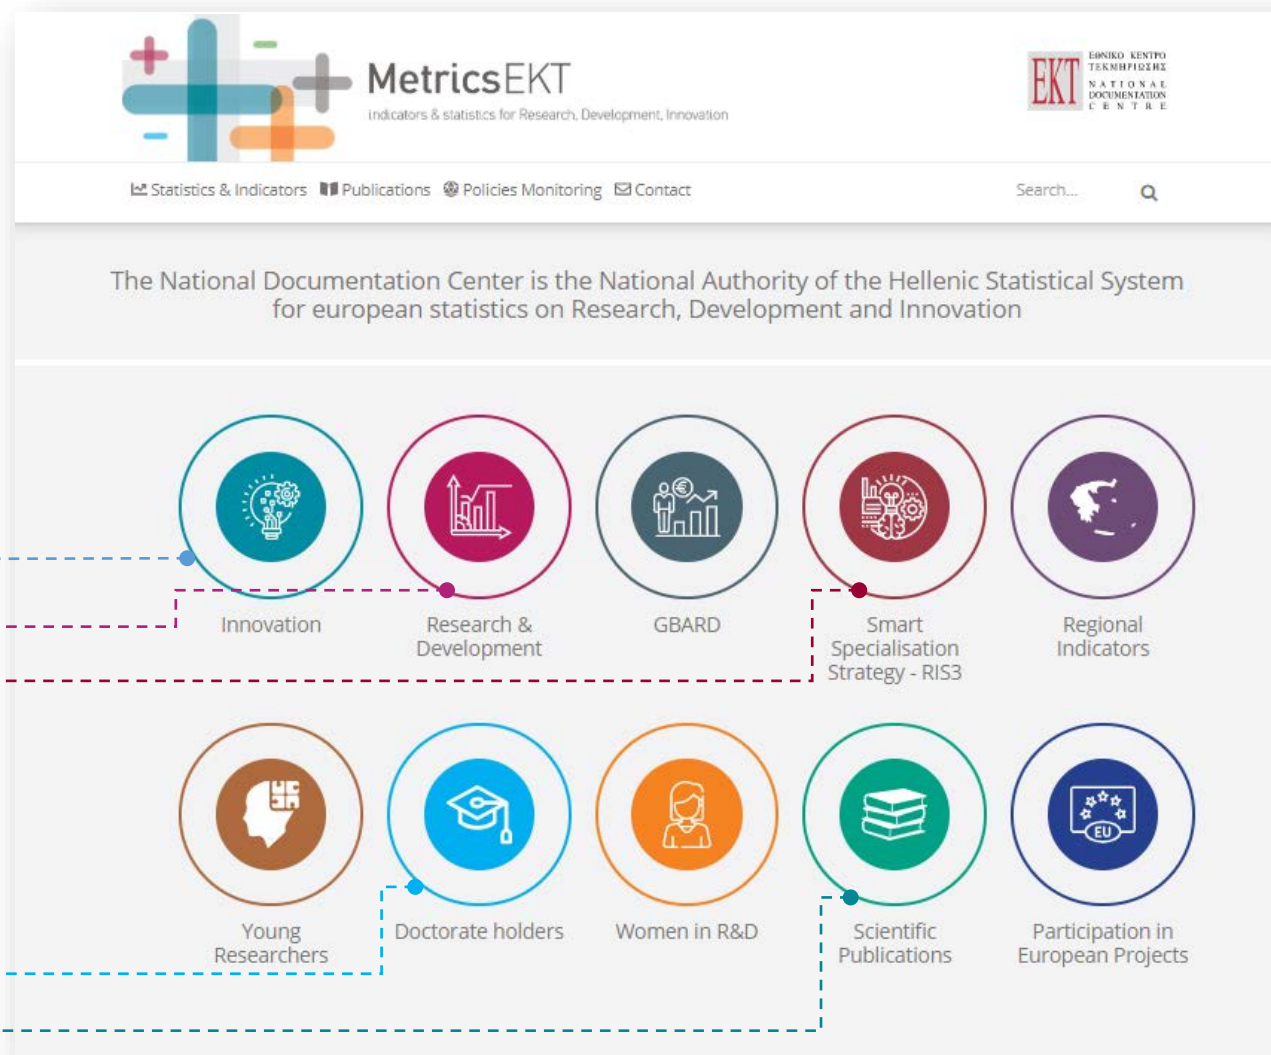 MetricsEKT
Indicators & statistics for Research, Development, Innovation
EKT
ΕΘΝΙΚΟ ΚΕΝΤΡΟ
ΤΕΚΜΗΡΙΩΣΗΣ
NATIONAL
DOCUMENTATION
CENTRE
Statistics & Indicators Publications Policies Monitoring Contact
Search...
The National Documentation Center is the National Authority of the Hellenic Statistical System
for european statistics on Research, Development and Innovation
Innovation
Research &
Development
GBARD
Smart
Specialisation
Strategy - RIS3
Regional
Indicators
Young
Researchers
Doctorate holders
Women in R&D
Scientific
Publications
EU
Participation in
European Projects